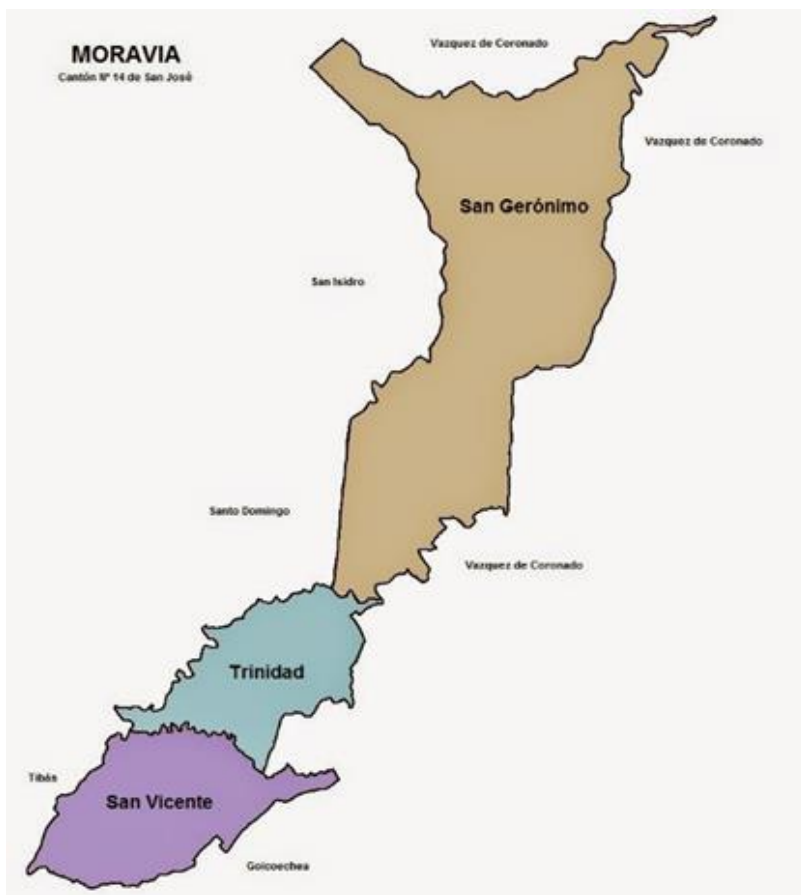 MORAVIA
Cantón Nº 14 de San José
Vazquez de Coronado
Vazquez de Coronado
San Gerónimo
San Isidro
Santo Domingo
Vazquez de Coronado
Trinidad
Tibás
San Vicente
Goicoechea